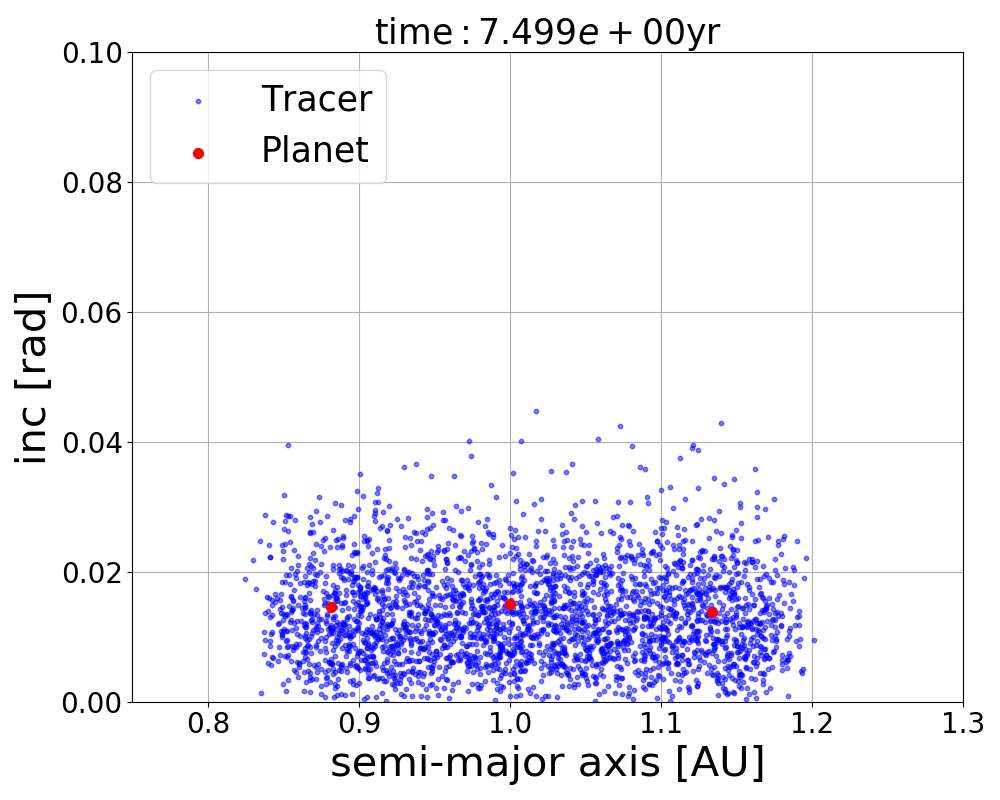 time : 7.499e + 00yr
0.10
0.08
0.06
0.04
0.02
0.00
inc [rad]
Tracer
Planet
0.8 0.9 1.0 1.1 1.2 1.3
semi-major axis [AU]